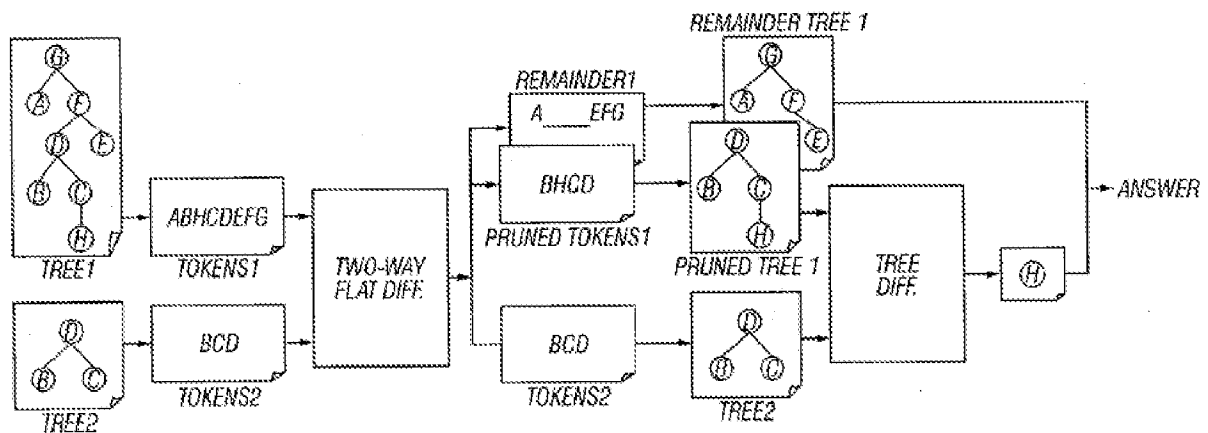 REMAINDER TREE 1
G
A
F
D
E
B
C
H
TREE1
ABHCDEFG
TOKENS1
D
B
C
TREE2
BCD
TOKENS2
TWO-WAY
FLAT DIFF.
REMAINDER1
A____EFG
BHCD
PRUNED TOKENS1
BCD
TOKENS2
G
A
F
E
D
B
C
H
PRUNED TREE 1
D
B
C
TREE2
TREE
DIFF.
H
ANSWER